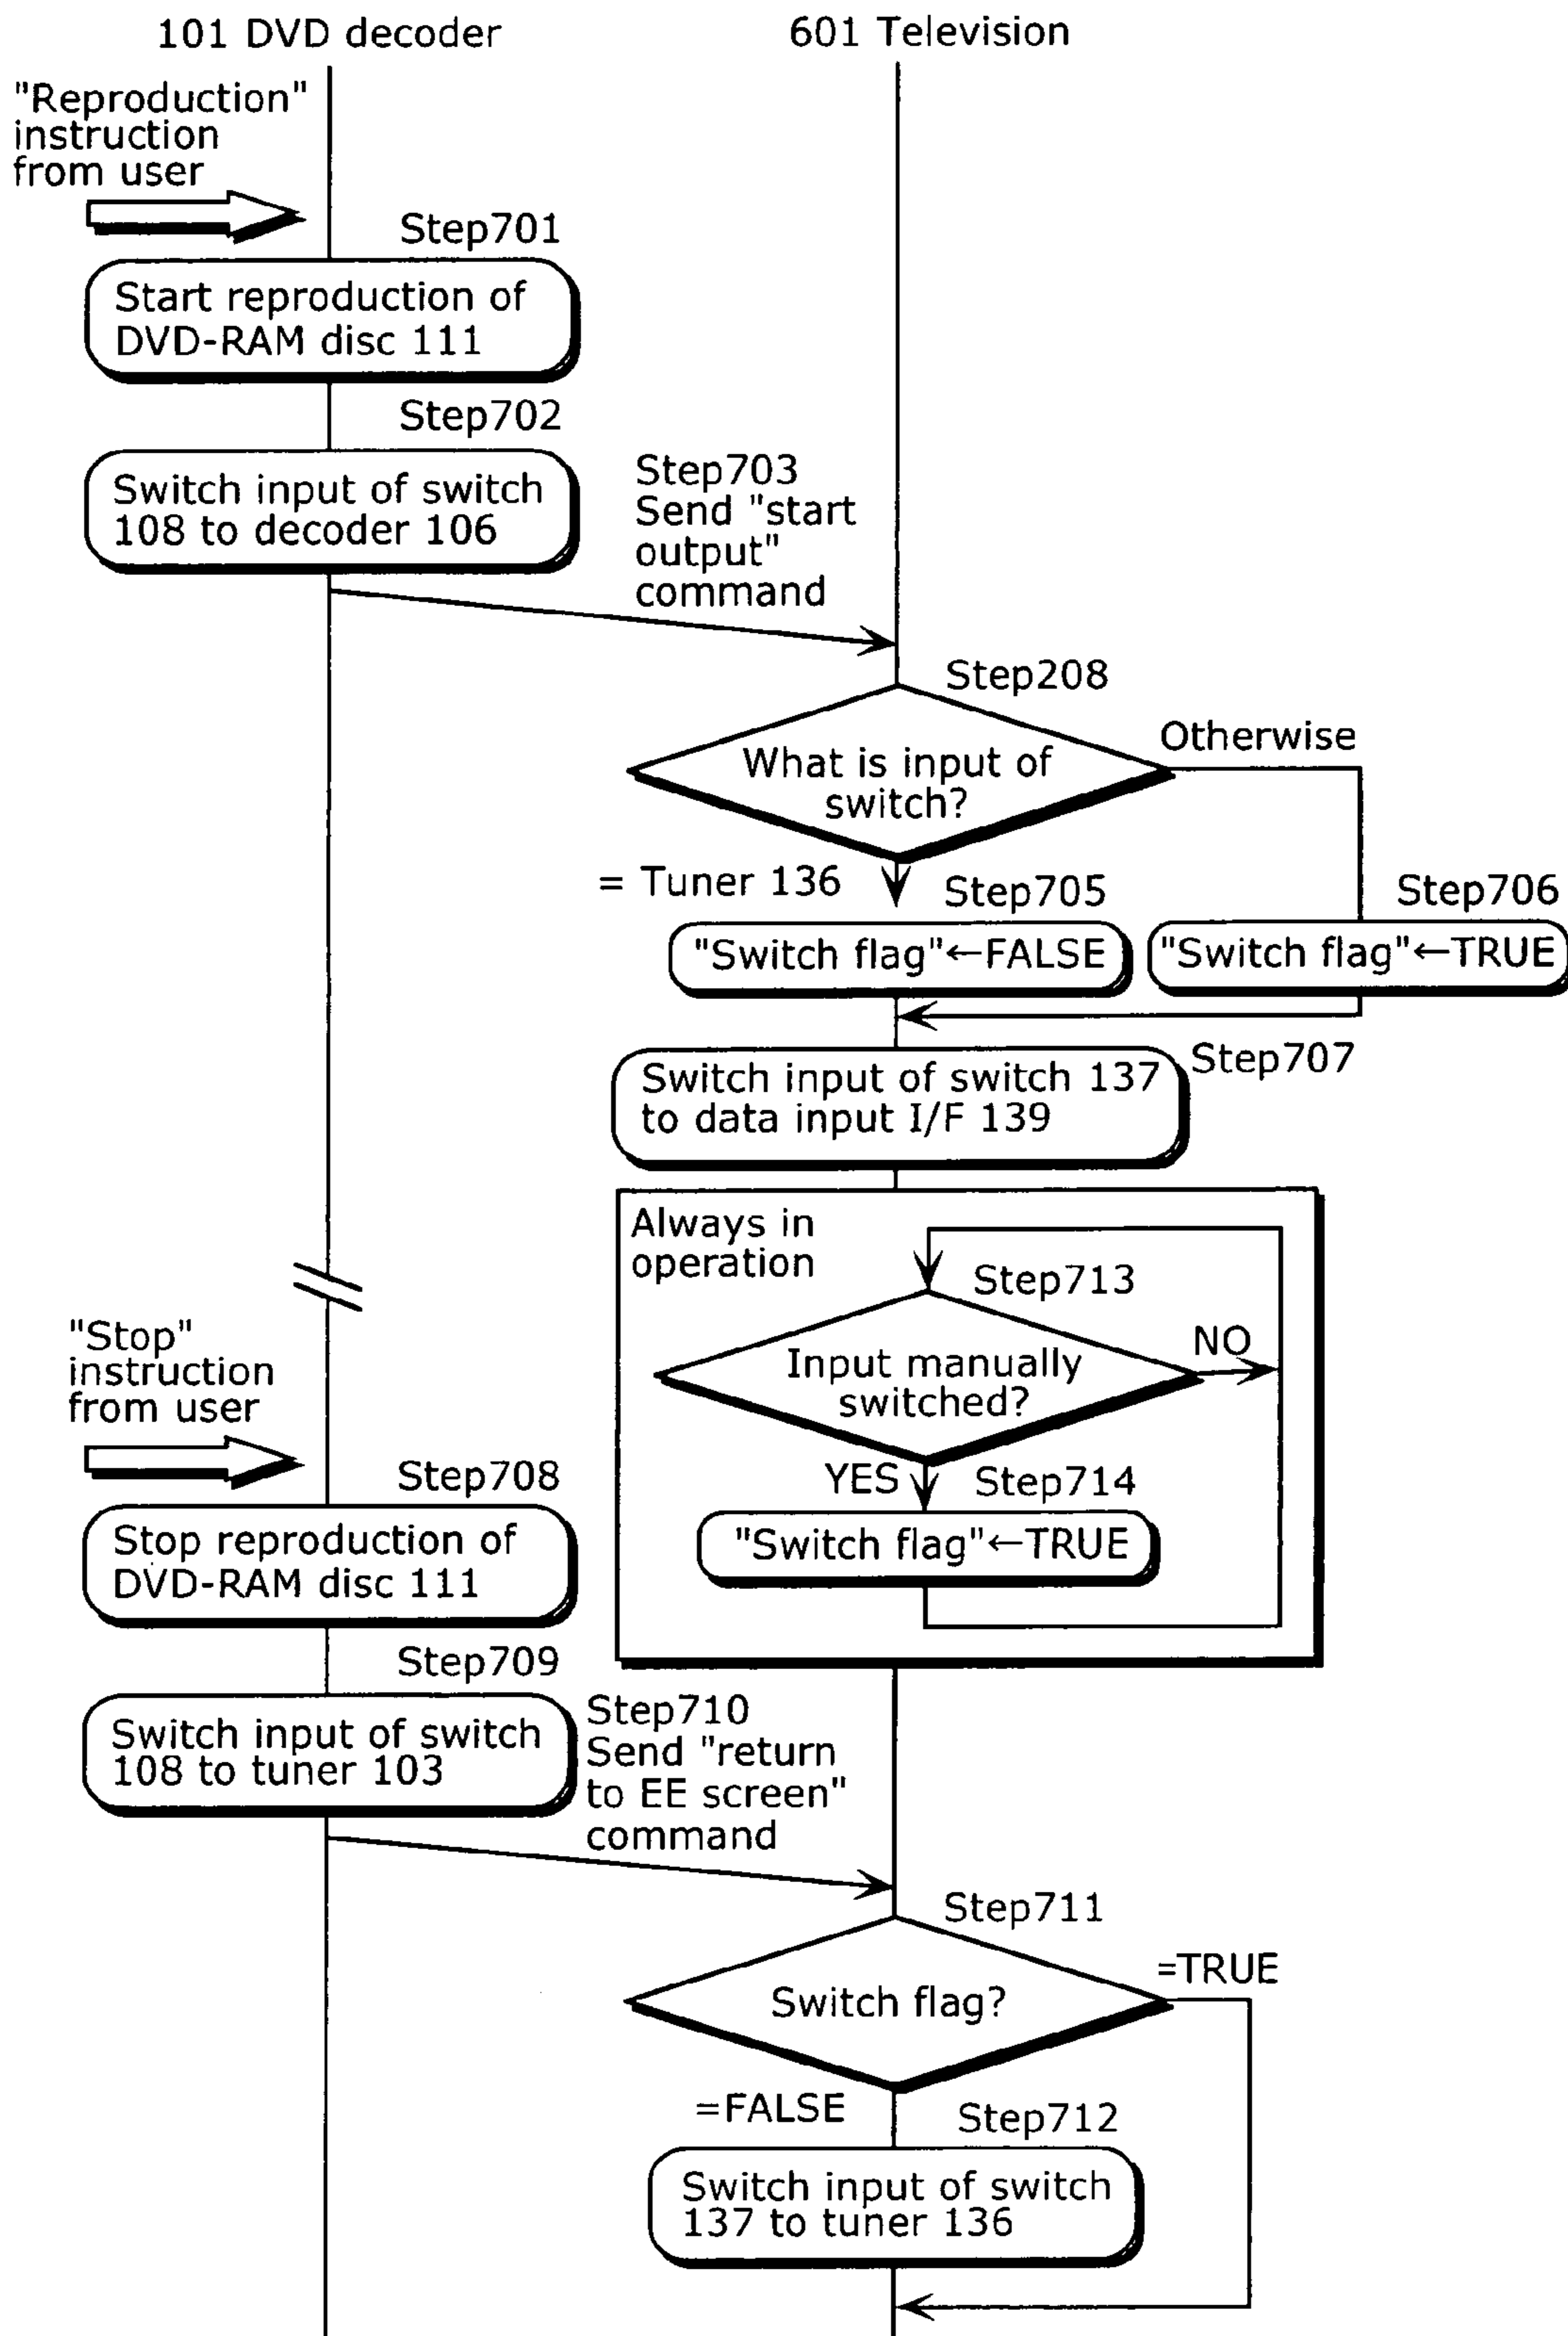 101 DVD decoder
601 Television
"Reproduction"
instruction
from user
Step701
Start reproduction of
DVD-RAM disc 111
Step702
Switch input of switch
108 to decoder 106
Step703
Send "start
output"
command
Step208
What is input of
switch?
Otherwise
= Tuner 136
Step705
"Switch flag"←FALSE
Step706
"Switch flag"←TRUE
Step707
Switch input of switch 137
to data input I/F 139
Always in
operation
Step713
Input manually
switched?
NO
YES
Step714
"Switch flag"←TRUE
"Stop"
instruction
from user
Step708
Stop reproduction of
DVD-RAM disc 111
Step709
Switch input of switch
108 to tuner 103
Step710
Send "return
to EE screen"
command
Step711
Switch flag?
=TRUE
=FALSE
Step712
Switch input of switch
137 to tuner 136